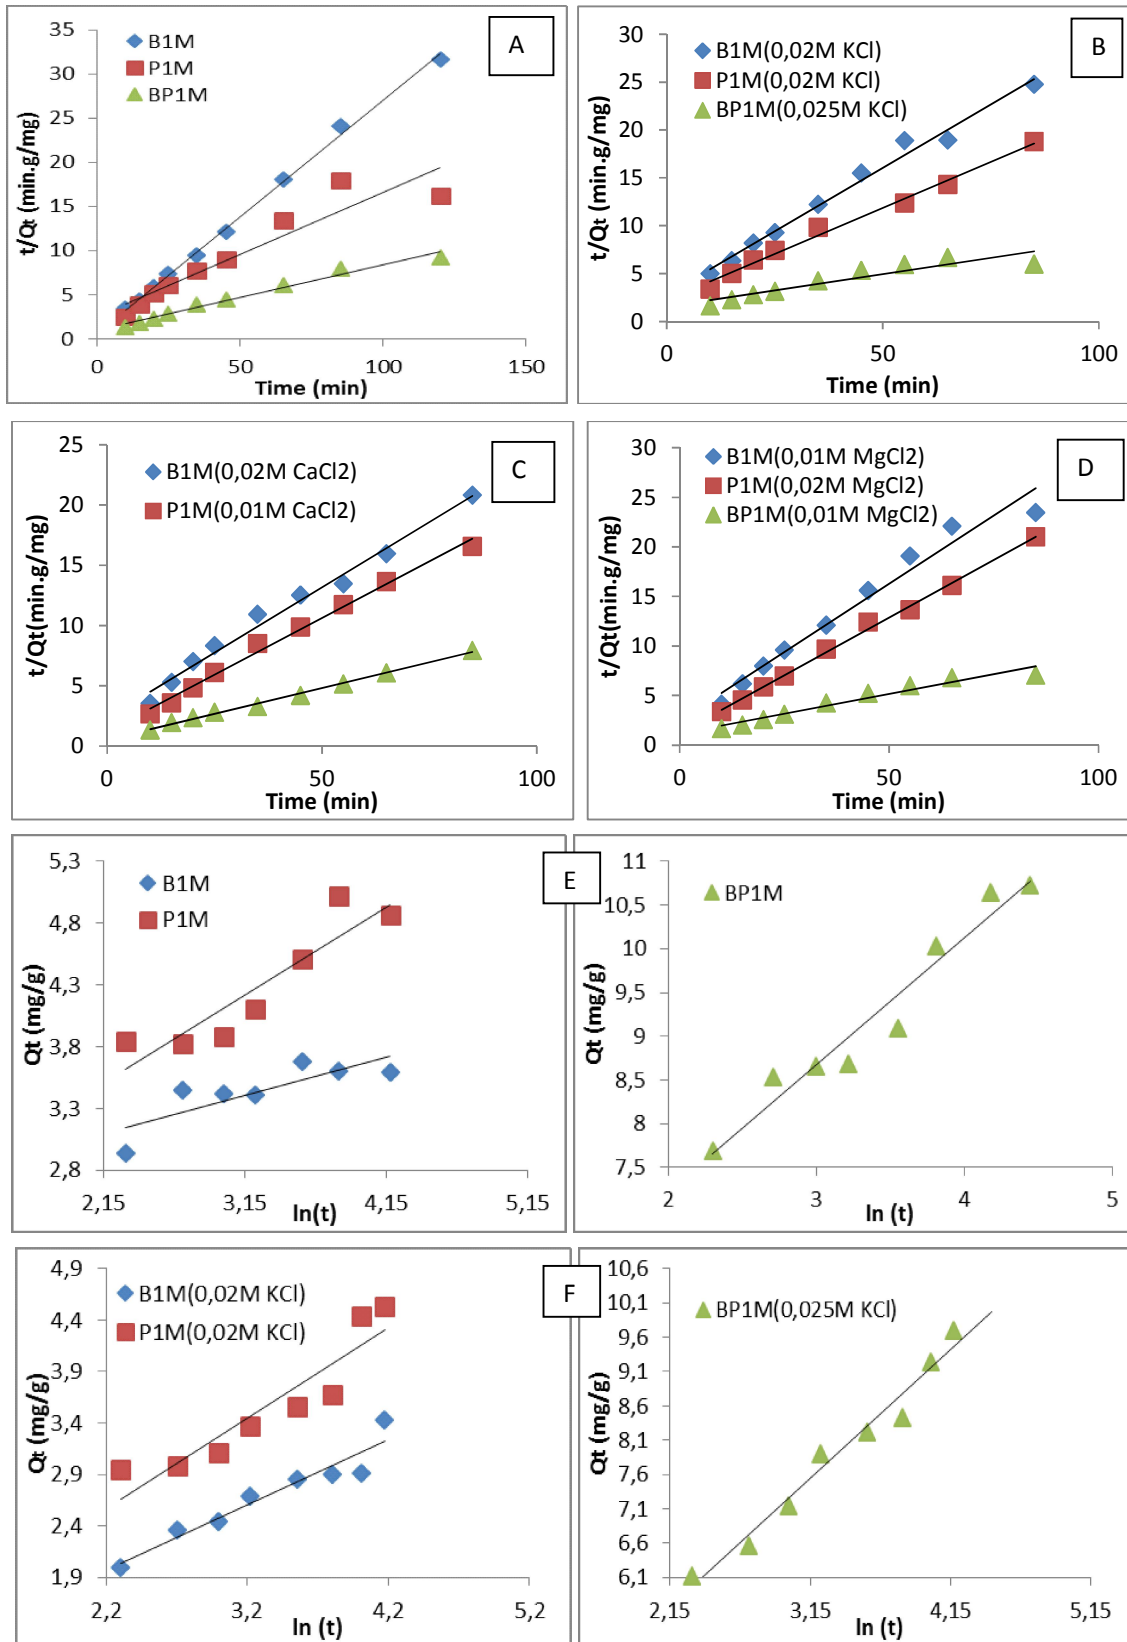 A
B1M
P1M
BP1M
t/Qt (min.g/mg)
35
30
25
20
15
10
5
0
0 50 100 150
Time (min)
B
B1M(0,02M KCl)
P1M(0,02M KCl)
BP1M(0,025M KCl)
t/Qt (min.g/mg)
30
25
20
15
10
5
0
0 50 100
Time (min)
C
B1M(0,02M CaCl2)
P1M(0,01M CaCl2)
t/Qt(min.g/mg)
25
20
15
10
5
0
0 50 100
Time (min)
D
B1M(0,01M MgCl2)
P1M(0,02M MgCl2)
BP1M(0,01M MgCl2)
t/Qt(min.g/mg)
30
25
20
15
10
5
0
0 50 100
Time (min)
E
B1M
P1M
Qt (mg/g)
5,3
4,8
4,3
3,8
3,3
2,8
2,15 3,15 4,15 5,15
ln(t)
BP1M
Qt (mg/g)
11
10,5
10
9,5
9
8,5
8
7,5
2 3 4 5
ln (t)
F
B1M(0,02M KCl)
P1M(0,02M KCl)
Qt (mg/g)
4,9
4,4
3,9
3,4
2,9
2,4
1,9
2,2 3,2 4,2 5,2
ln (t)
BP1M(0,025M KCl)
Qt (mg/g)
10,6
10,1
9,6
9,1
8,6
8,1
7,6
7,1
6,6
6,1
2,15 3,15 4,15 5,15
ln (t)